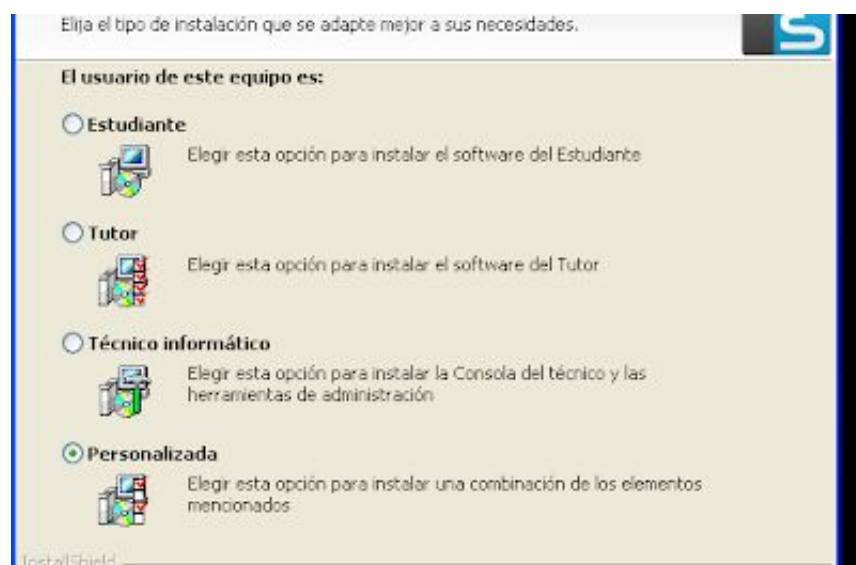 Elija el tipo de instalación que se adapte mejor a sus necesidades.
S
El usuario de este equipo es:
Estudiante
Elegir esta opción para instalar el software del Estudiante
Tutor
Elegir esta opción para instalar el software del Tutor
Técnico informático
Elegir esta opción para instalar la Consola del técnico y las
herramientas de administración
Personalizada
Elegir esta opción para instalar una combinación de los elementos
mencionados
InstallShield